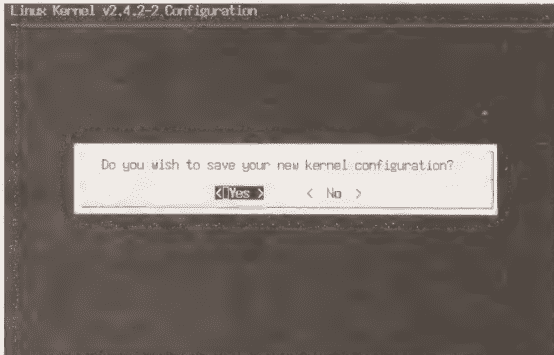 Linux Kernel v2.4.2-2 Configuration
Do you wish to save your new kernel configuration?
< Yes > < No >